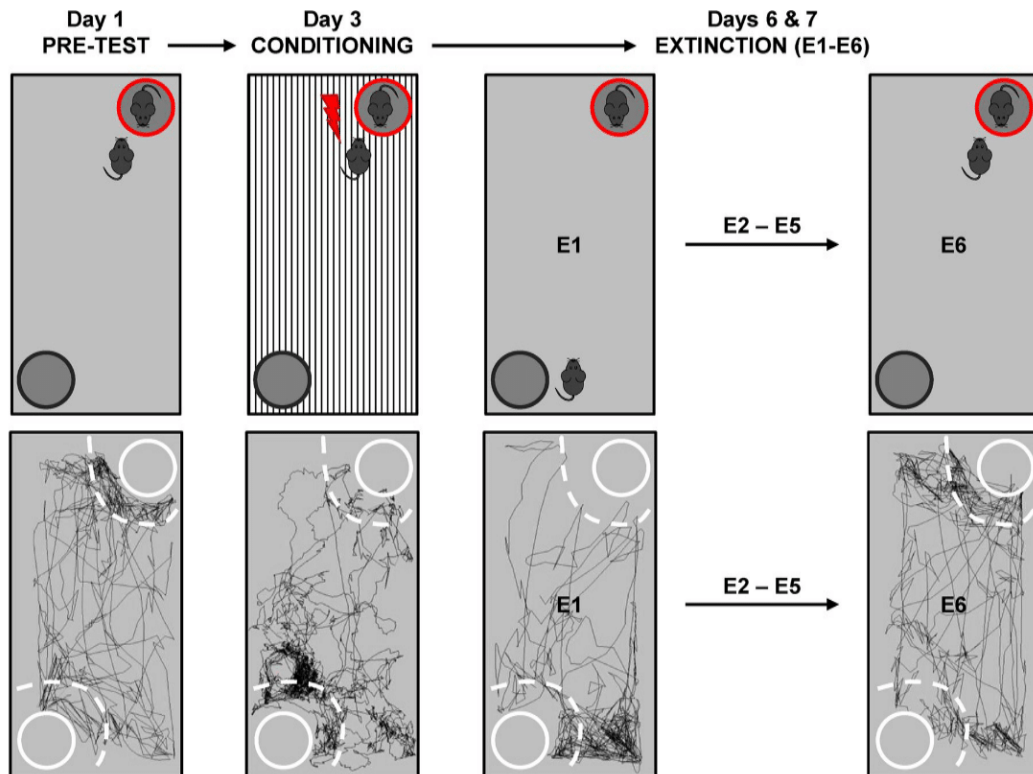 Day 1
PRE-TEST
Day 3
CONDITIONING
Days 6 & 7
EXTINCTION (E1-E6)
E1
E2 – E5
E6
E1
E2 – E5
E6